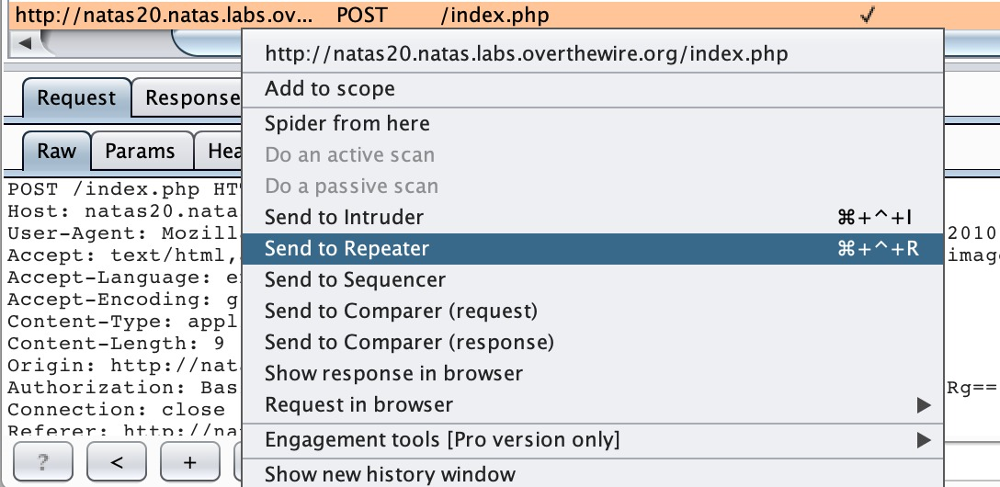 http://natas20.natas.labs.ov... POST /index.php ✓
http://natas20.natas.labs.overthewire.org/index.php
Add to scope
Request Response
Spider from here
Raw Params Hea
Do an active scan
Do a passive scan
POST /index.php HT
Host: natas20.nata
Send to Intruder ⌘+^+I
User-Agent: Mozill 2010
Accept: text/html, Send to Repeater ⌘+^+R image
Accept-Language: en
Send to Sequencer
Accept-Encoding: g
Send to Comparer (request)
Content-Type: appl
Content-Length: 9
Send to Comparer (response)
Origin: http://nat
Show response in browser
Authorization: Bas Rg==
Connection: close
Request in browser ▶
Referer: http://na
Engagement tools [Pro version only] ▶
? < +
Show new history window